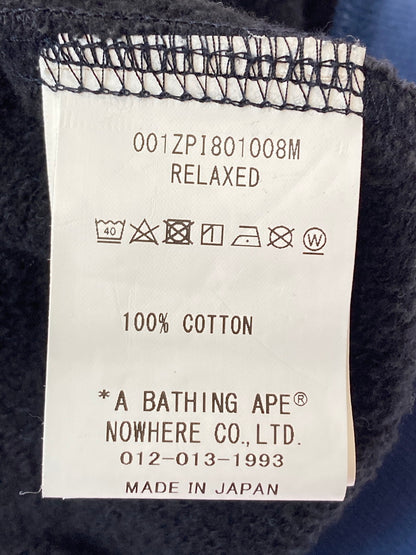 001ZPI801008M
RELAXED
40 W
100% COTTON
*A BATHING APE®
NOWHERE CO.,LTD.
012-013-1993
MADE IN JAPAN